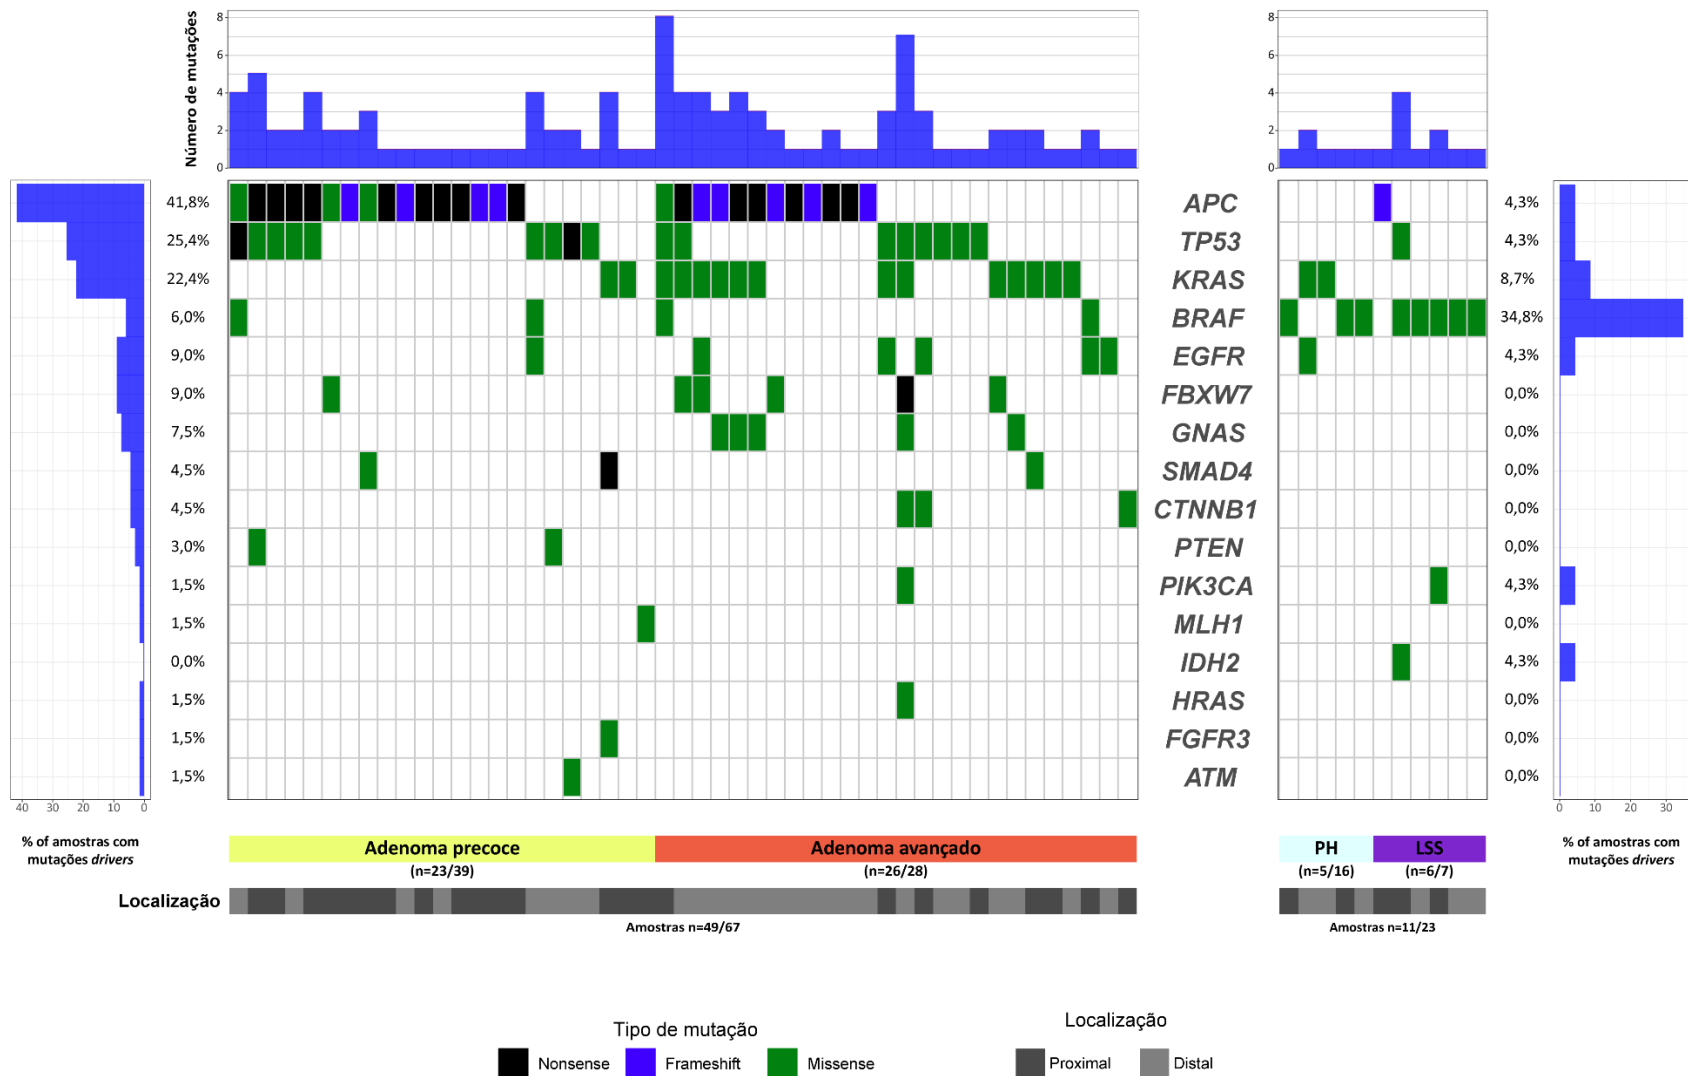 Número de mutações
8
6
4
2
0
8
6
4
2
0
41,8% APC 4,3%
25,4% TP53 4,3%
22,4% KRAS 8,7%
6,0% BRAF 34,8%
9,0% EGFR 4,3%
9,0% FBXW7 0,0%
7,5% GNAS 0,0%
4,5% SMAD4 0,0%
4,5% CTNNB1 0,0%
3,0% PTEN 0,0%
1,5% PIK3CA 4,3%
1,5% MLH1 0,0%
0,0% IDH2 4,3%
1,5% HRAS 0,0%
1,5% FGFR3 0,0%
1,5% ATM 0,0%
40 30 20 10 0
0 10 20 30
% of amostras com
mutações drivers
Adenoma precoce Adenoma avançado
(n=23/39) (n=26/28)
PH LSS
(n=5/16) (n=6/7)
% of amostras com
mutações drivers
Localização
Amostras n=49/67
Amostras n=11/23
Tipo de mutação
Nonsense Frameshift Missense
Localização
Proximal Distal